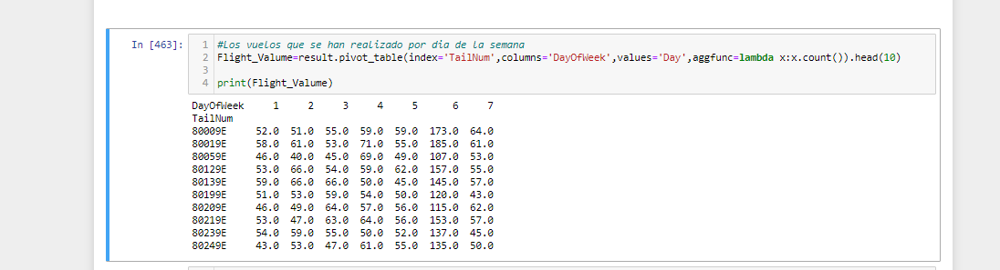 In [463]:
1 #Los vuelos que se han realizado por dia de la semana
2 Flight_Valume=result.pivot_table(index='TailNum',columns='DayOfWeek',values='Day',aggfunc=lambda x:x.count()).head(10)
3
4 print(Flight_Valume)
DayOfWeek 1 2 3 4 5 6 7
TailNum
80009E 52.0 51.0 55.0 59.0 59.0 173.0 64.0
80019E 58.0 61.0 53.0 71.0 55.0 185.0 61.0
80059E 46.0 40.0 45.0 69.0 49.0 107.0 53.0
80129E 53.0 66.0 54.0 59.0 62.0 157.0 55.0
80139E 59.0 66.0 66.0 50.0 45.0 145.0 57.0
80199E 51.0 53.0 59.0 54.0 50.0 120.0 43.0
80209E 46.0 49.0 64.0 57.0 56.0 115.0 62.0
80219E 53.0 47.0 63.0 64.0 56.0 153.0 57.0
80239E 54.0 59.0 55.0 50.0 52.0 137.0 45.0
80249E 43.0 53.0 47.0 61.0 55.0 135.0 50.0